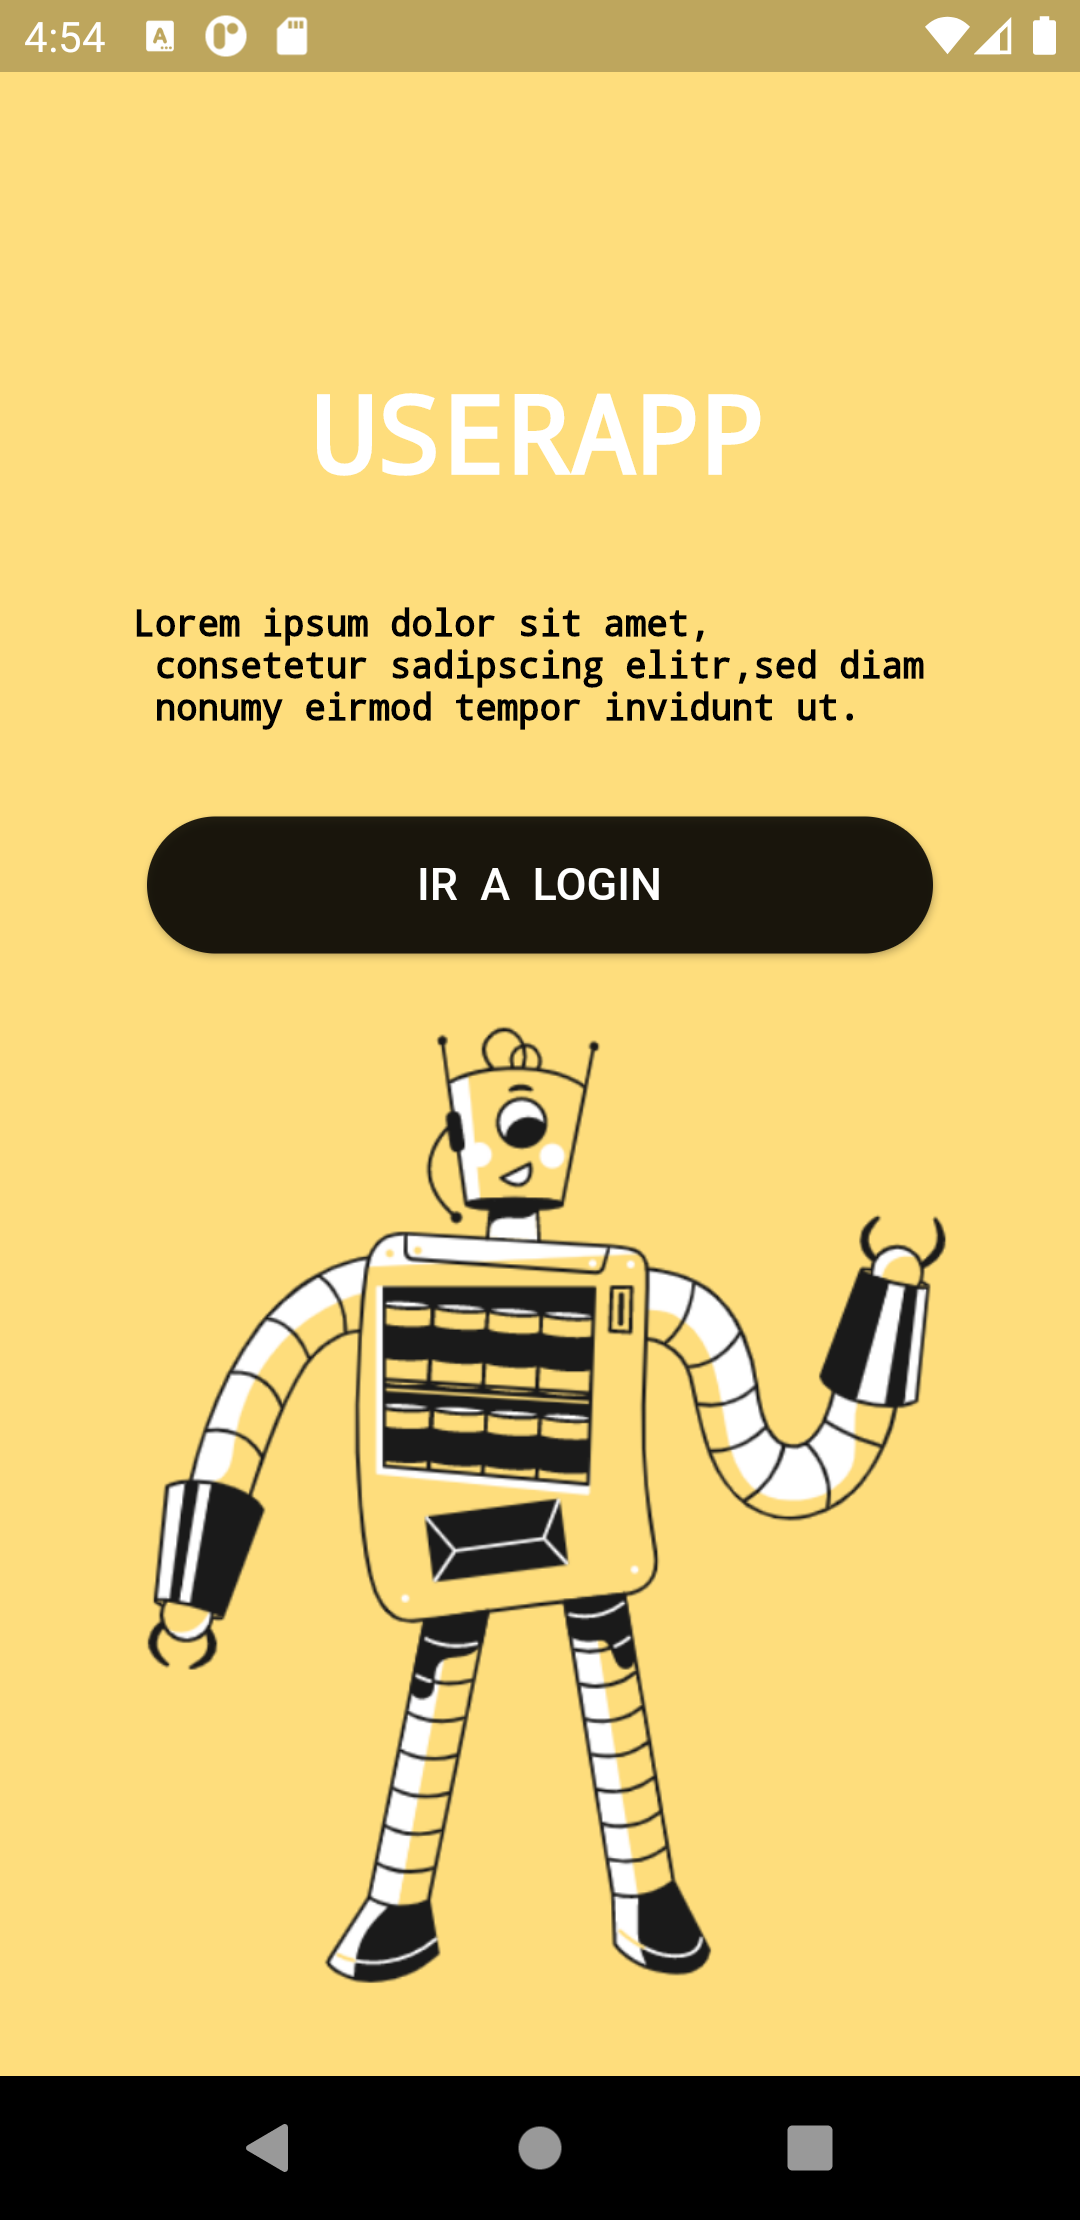 4:54
USERAPP
Lorem ipsum dolor sit amet,
consetetur sadipscing elitr,sed diam
nonumy eirmod tempor invidunt ut.
IR A LOGIN